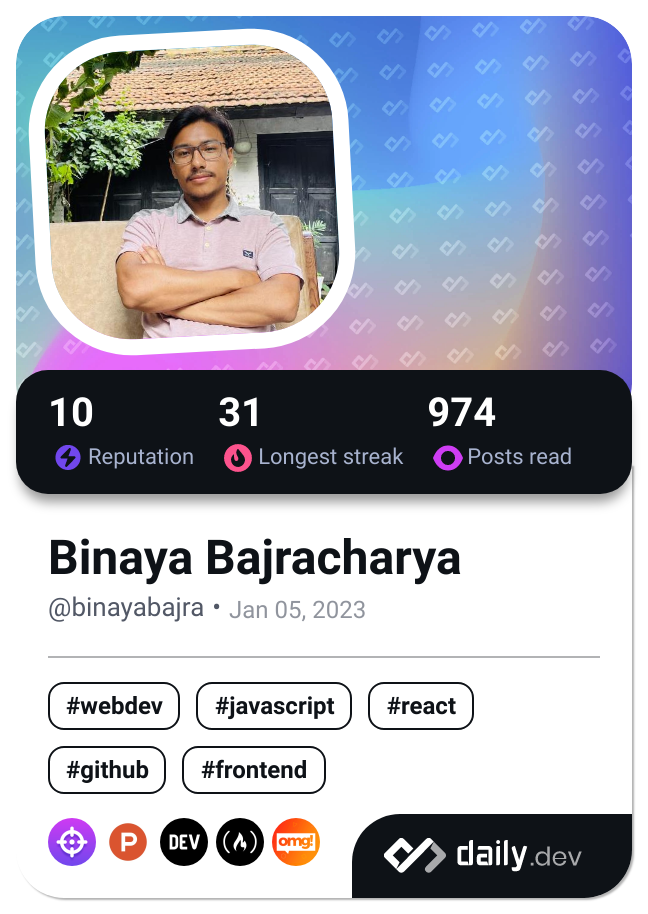 10 31 974
Reputation Longest streak Posts read
Binaya Bajracharya
@binayabajra • Jan 05, 2023
#webdev #javascript #react
#github #frontend
P DEV omg! daily.dev